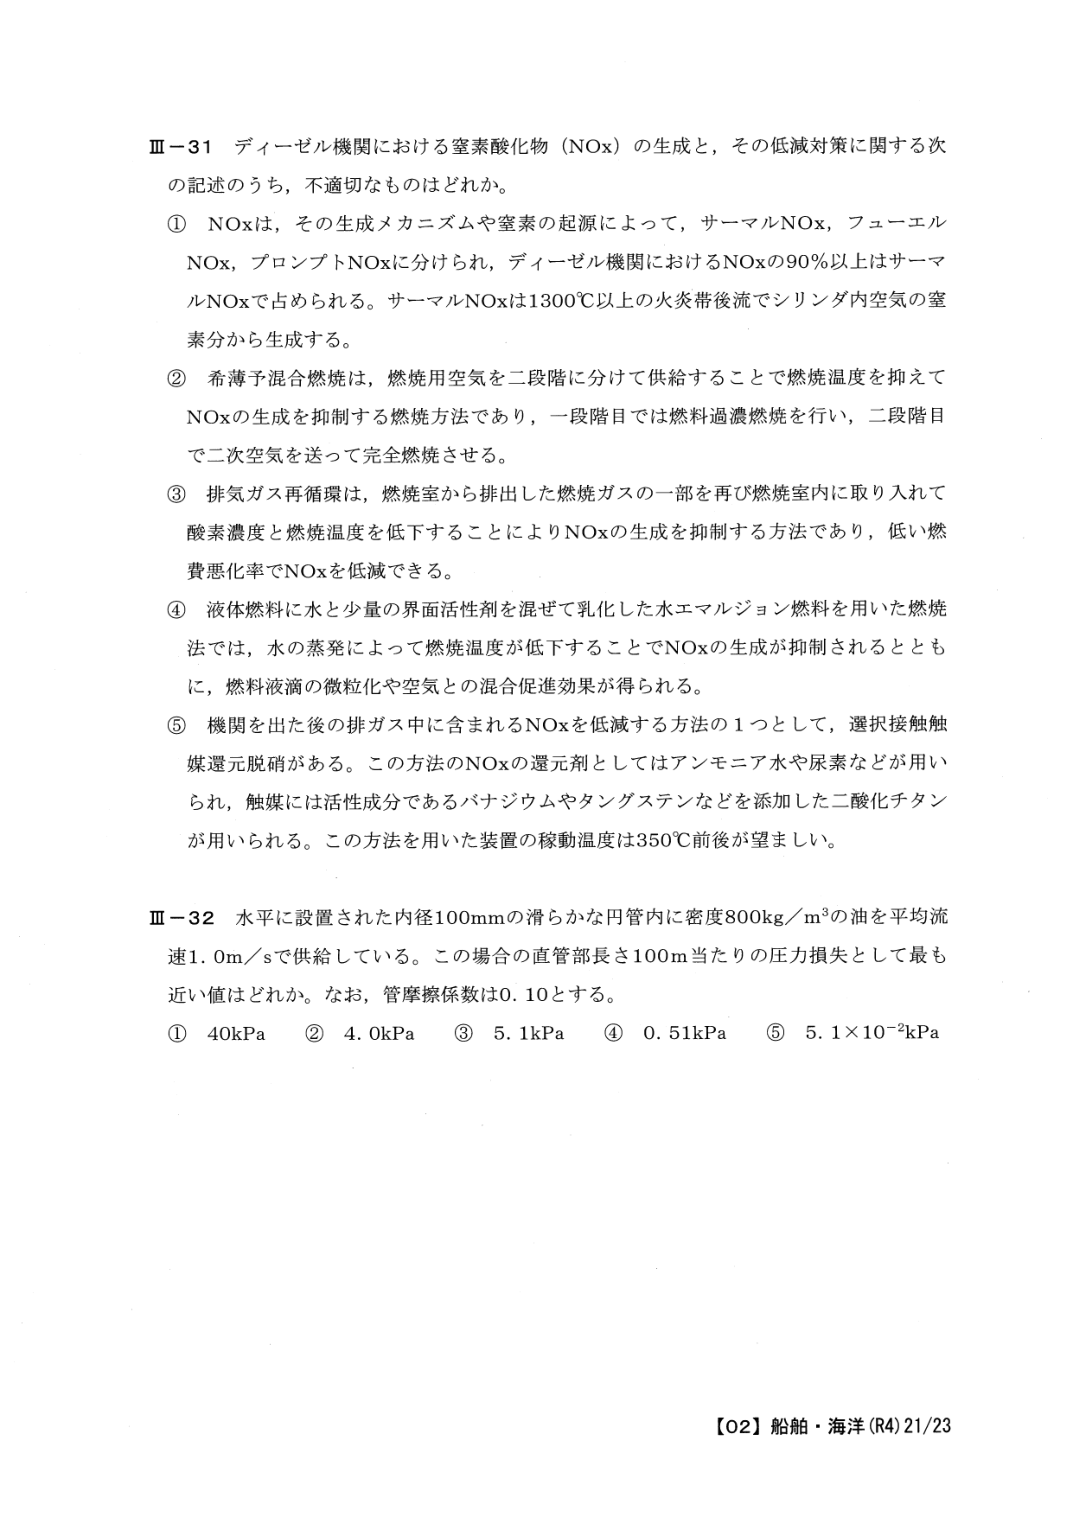 Ⅲ－31　ディーゼル機関における窒素酸化物（NOx）の生成と，その低減対策に関する次
の記述のうち，不適切なものはどれか。
①　NOxは，その生成メカニズムや窒素の起源によって，サーマルNOx，フューエル
NOx，プロンプトNOxに分けられ，ディーゼル機関におけるNOxの90％以上はサーマ
ルNOxで占められる。サーマルNOxは1300℃以上の火炎帯後流でシリンダ内空気の窒
素分から生成する。
②　希薄予混合燃焼は，燃焼用空気を二段階に分けて供給することで燃焼温度を抑えて
NOxの生成を抑制する燃焼方法であり，一段階目では燃料過濃燃焼を行い，二段階目
で二次空気を送って完全燃焼させる。
③　排気ガス再循環は，燃焼室から排出した燃焼ガスの一部を再び燃焼室内に取り入れて
酸素濃度と燃焼温度を低下することによりNOxの生成を抑制する方法であり，低い燃
費悪化率でNOxを低減できる。
④　液体燃料に水と少量の界面活性剤を混ぜて乳化した水エマルジョン燃料を用いた燃焼
法では，水の蒸発によって燃焼温度が低下することでNOxの生成が抑制されるととも
に，燃料液滴の微粒化や空気との混合促進効果が得られる。
⑤　機関を出た後の排ガス中に含まれるNOxを低減する方法の１つとして，選択接触触
媒還元脱硝がある。この方法のNOxの還元剤としてはアンモニア水や尿素などが用い
られ，触媒には活性成分であるバナジウムやタングステンなどを添加した二酸化チタン
が用いられる。この方法を用いた装置の稼動温度は350℃前後が望ましい。
Ⅲ－32　水平に設置された内径100mmの滑らかな円管内に密度800kg／m³の油を平均流
速1．0m／sで供給している。この場合の直管部長さ100m当たりの圧力損失として最も
近い値はどれか。なお，管摩擦係数は0．10とする。
①　40kPa　　②　4．0kPa　　③　5．1kPa　　④　0．51kPa　　⑤　5．1×10⁻²kPa
【02】船舶・海洋(R4)21/23